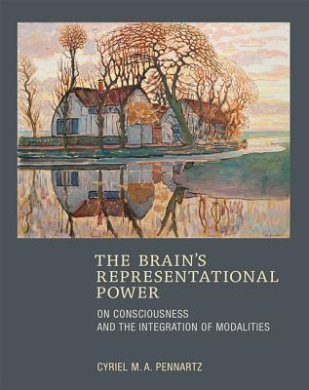 THE BRAIN'S
REPRESENTATIONAL
POWER
ON CONSCIOUSNESS
AND THE INTEGRATION OF MODALITIES
CYRIEL M. A. PENNARTZ